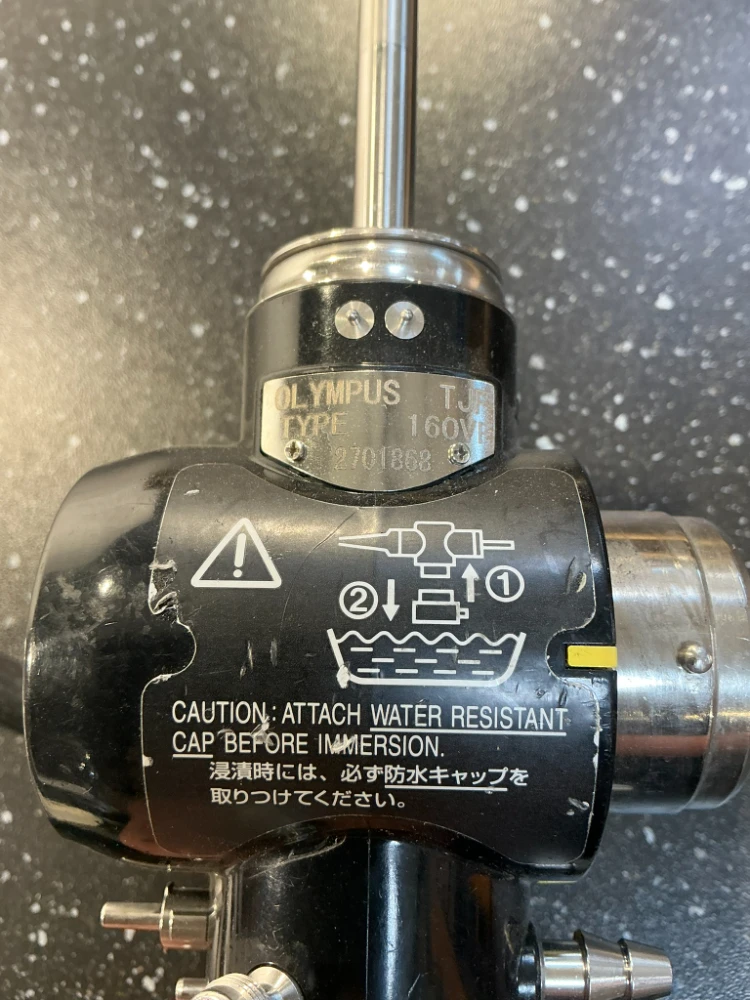 OLYMPUS TJF
TYPE 160VF
2701868
①
②
CAUTION: ATTACH WATER RESISTANT
CAP BEFORE IMMERSION.
浸漬時には、必ず防水キャップを
取りつけてください。